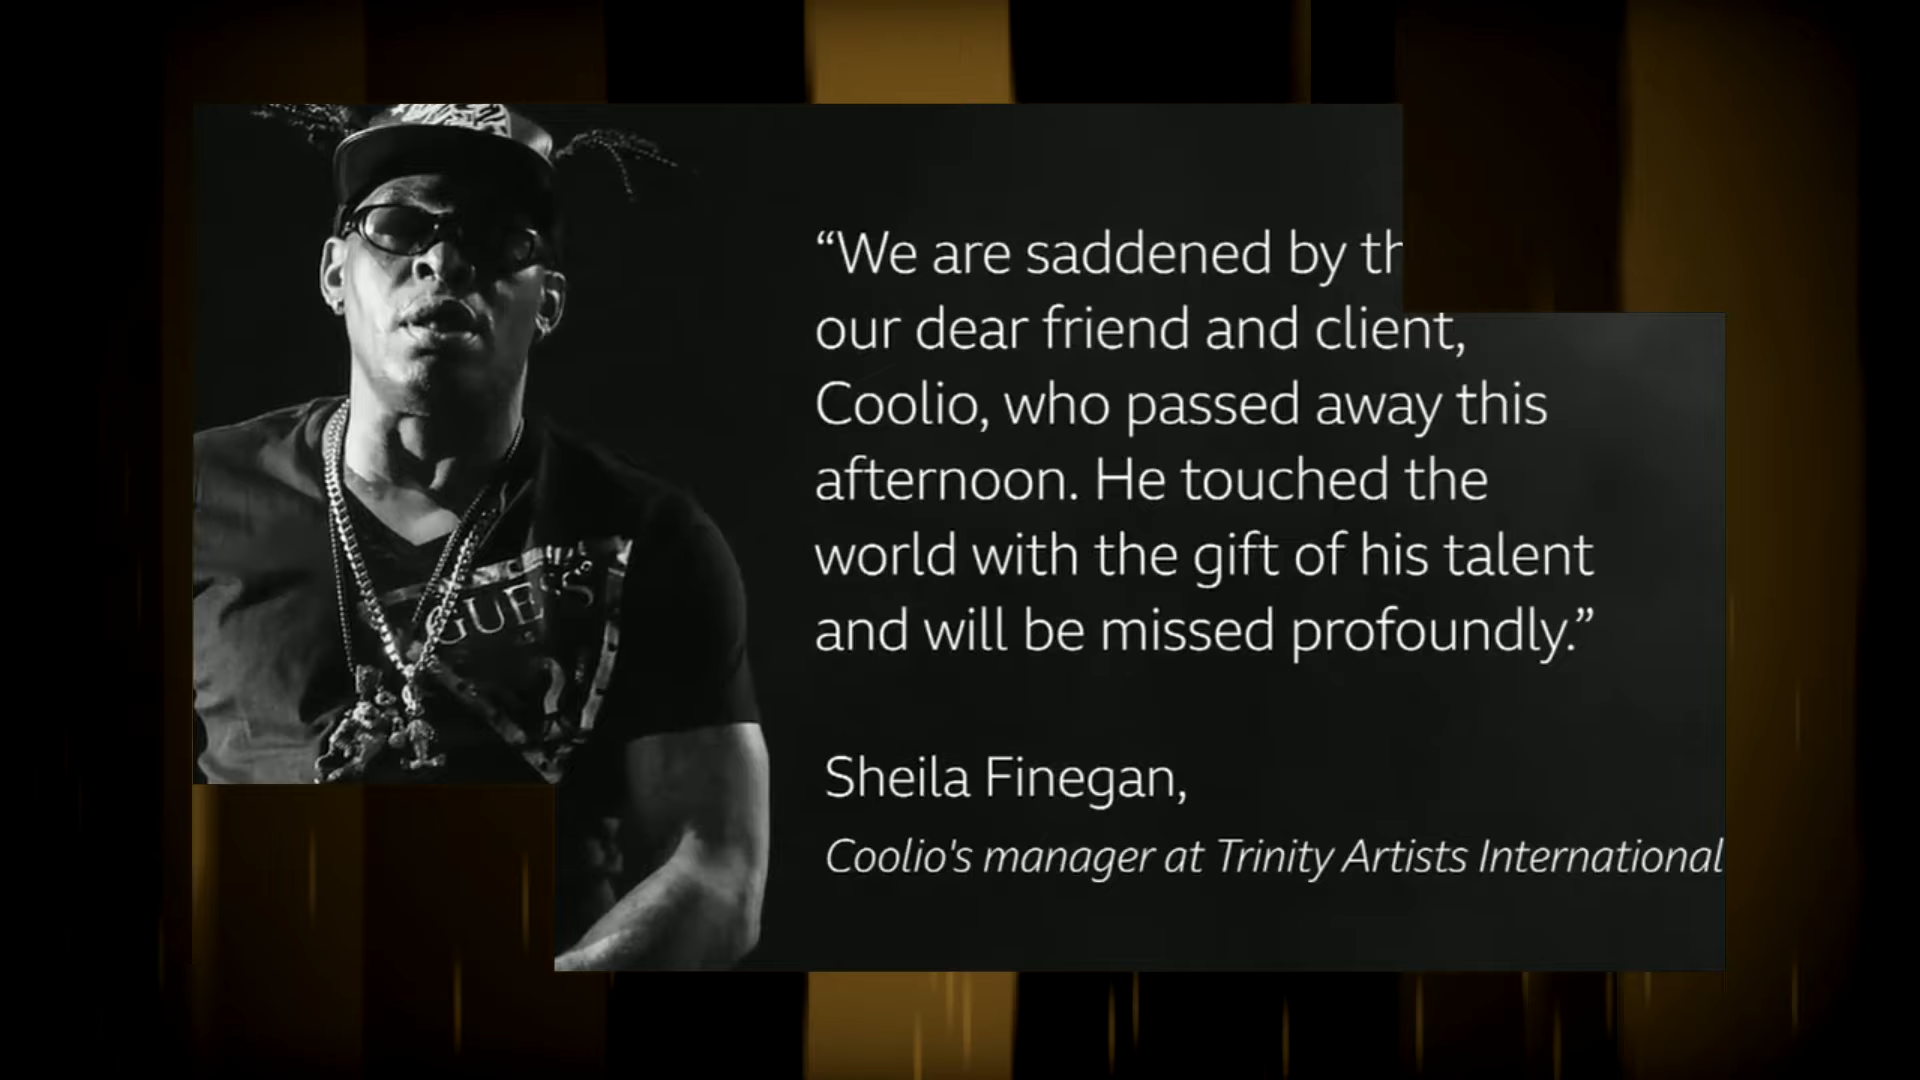 “We are saddened by th
our dear friend and client,
Coolio, who passed away this
afternoon. He touched the
world with the gift of his talent
and will be missed profoundly.”
Sheila Finegan,
Coolio's manager at Trinity Artists International
GUESS